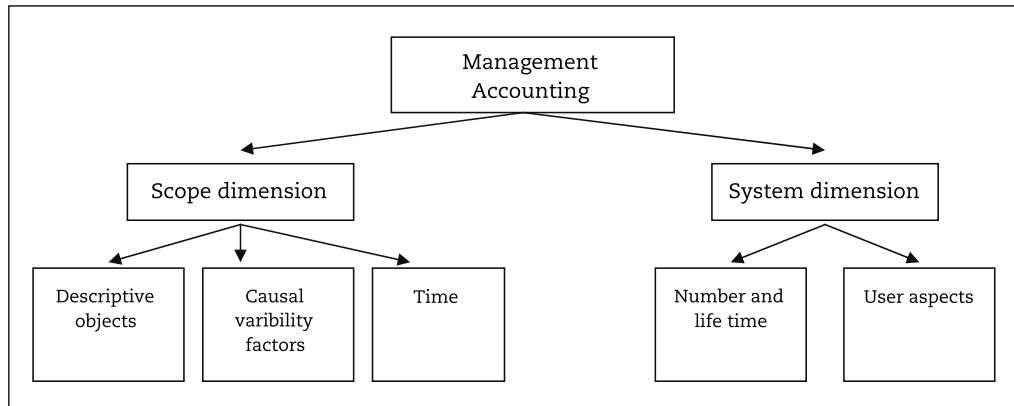 Management
Accounting
Scope dimension
System dimension
Descriptive
objects
Causal
varibility
factors
Time
Number and
life time
User aspects